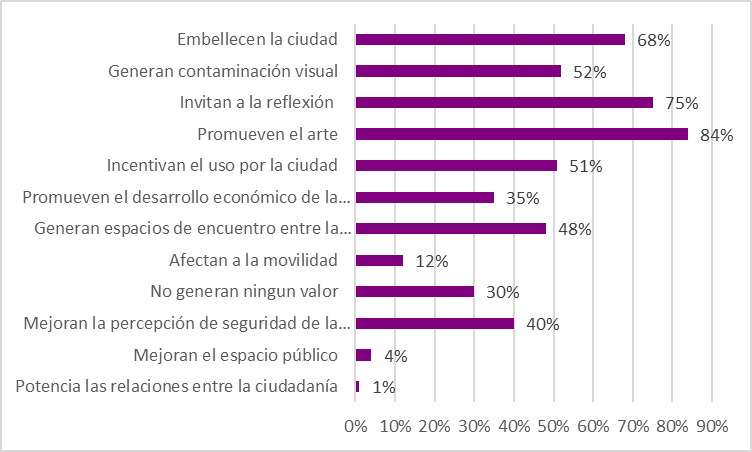 Embellecen la ciudad 68%
Generan contaminación visual 52%
Invitan a la reflexión 75%
Promueven el arte 84%
Incentivan el uso por la ciudad 51%
Promueven el desarrollo económico de la... 35%
Generan espacios de encuentro entre la... 48%
Afectan a la movilidad 12%
No generan ningun valor 30%
Mejoran la percepción de seguridad de la... 40%
Mejoran el espacio público 4%
Potencia las relaciones entre la ciudadanía 1%
0% 10% 20% 30% 40% 50% 60% 70% 80% 90%